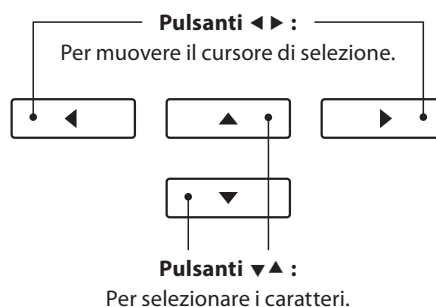 Pulsanti ◀ ▶ :
Per muovere il cursore di selezione.
Pulsanti ▼▲ :
Per selezionare i caratteri.